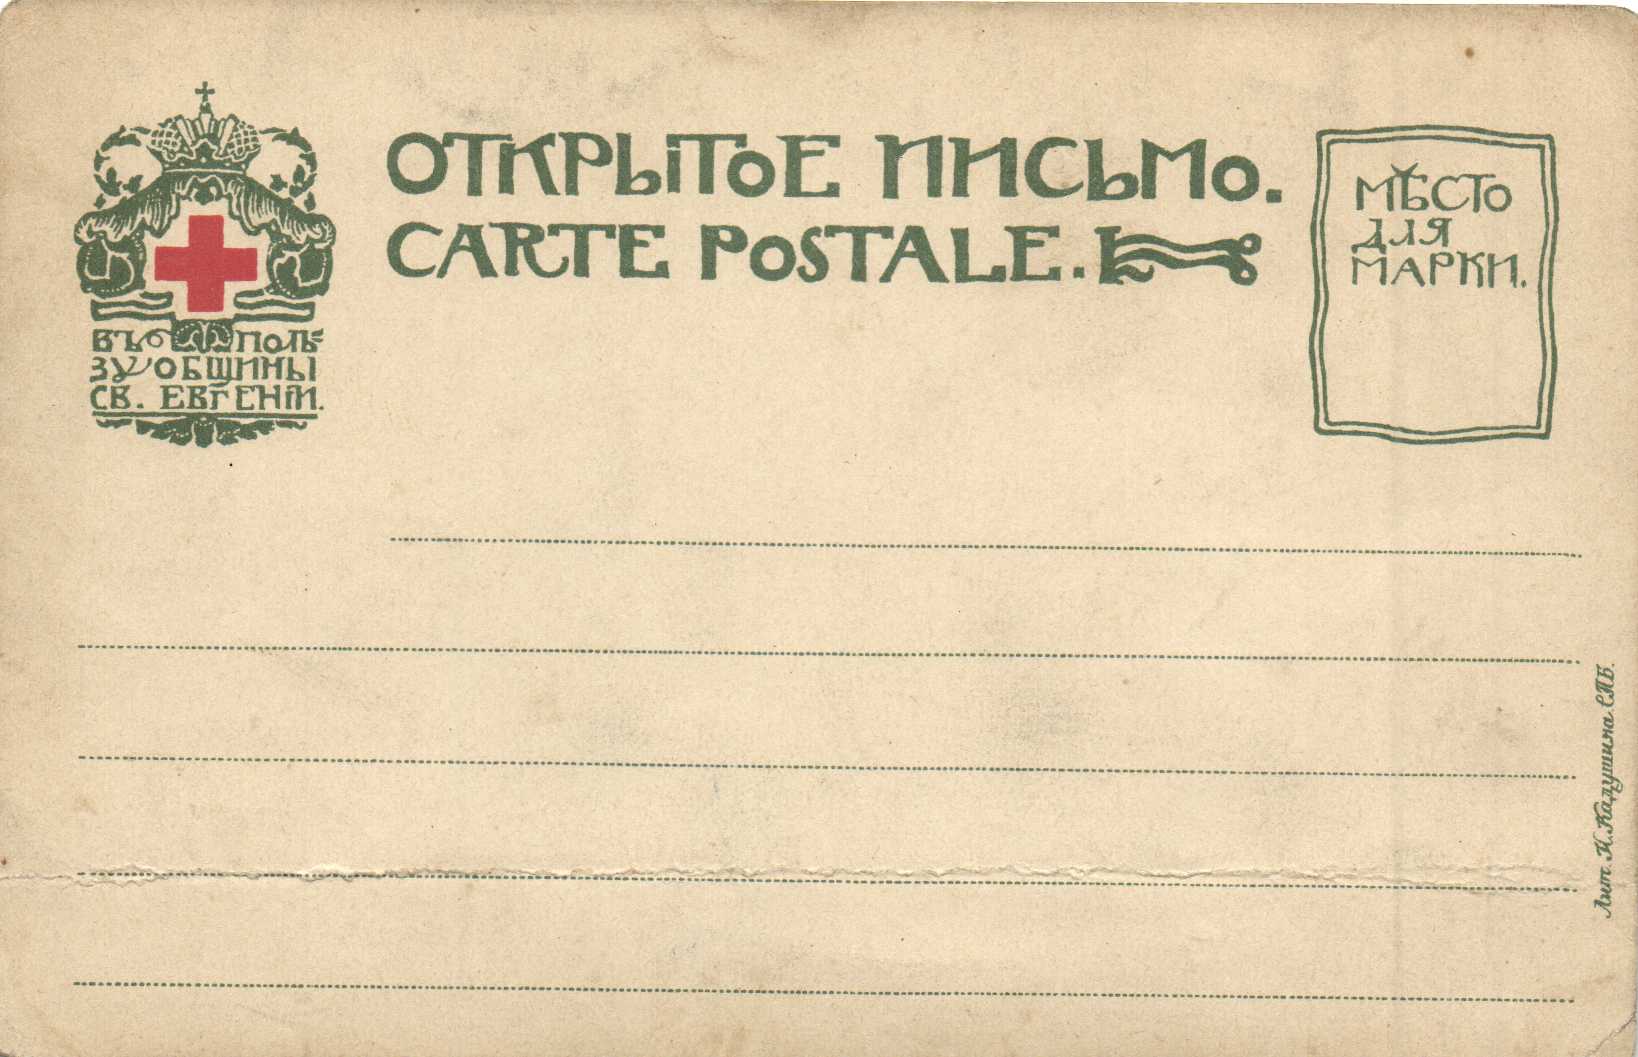 ОТКРЫТОЕ ПИСЬМО.
CARTE POSTALE.
МѢСТО
ДЛЯ
МАРКИ.
ВЪ ПОЛЬ-
ЗУ ОБЩИНЫ
СВ. ЕВГЕНІИ.
Лит. Н. Кадушина СПБ.